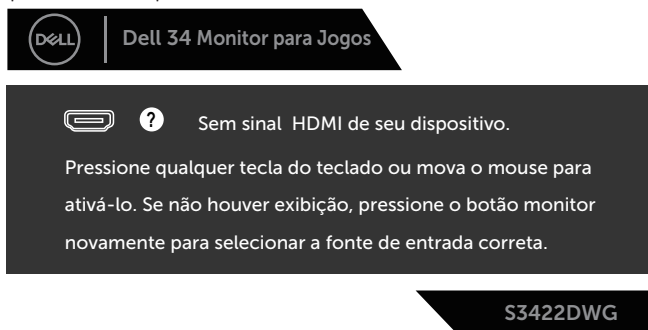 DELL
Dell 34 Monitor para Jogos
? Sem sinal HDMI de seu dispositivo.
Pressione qualquer tecla do teclado ou mova o mouse para
ativá-lo. Se não houver exibição, pressione o botão monitor
novamente para selecionar a fonte de entrada correta.
S3422DWG